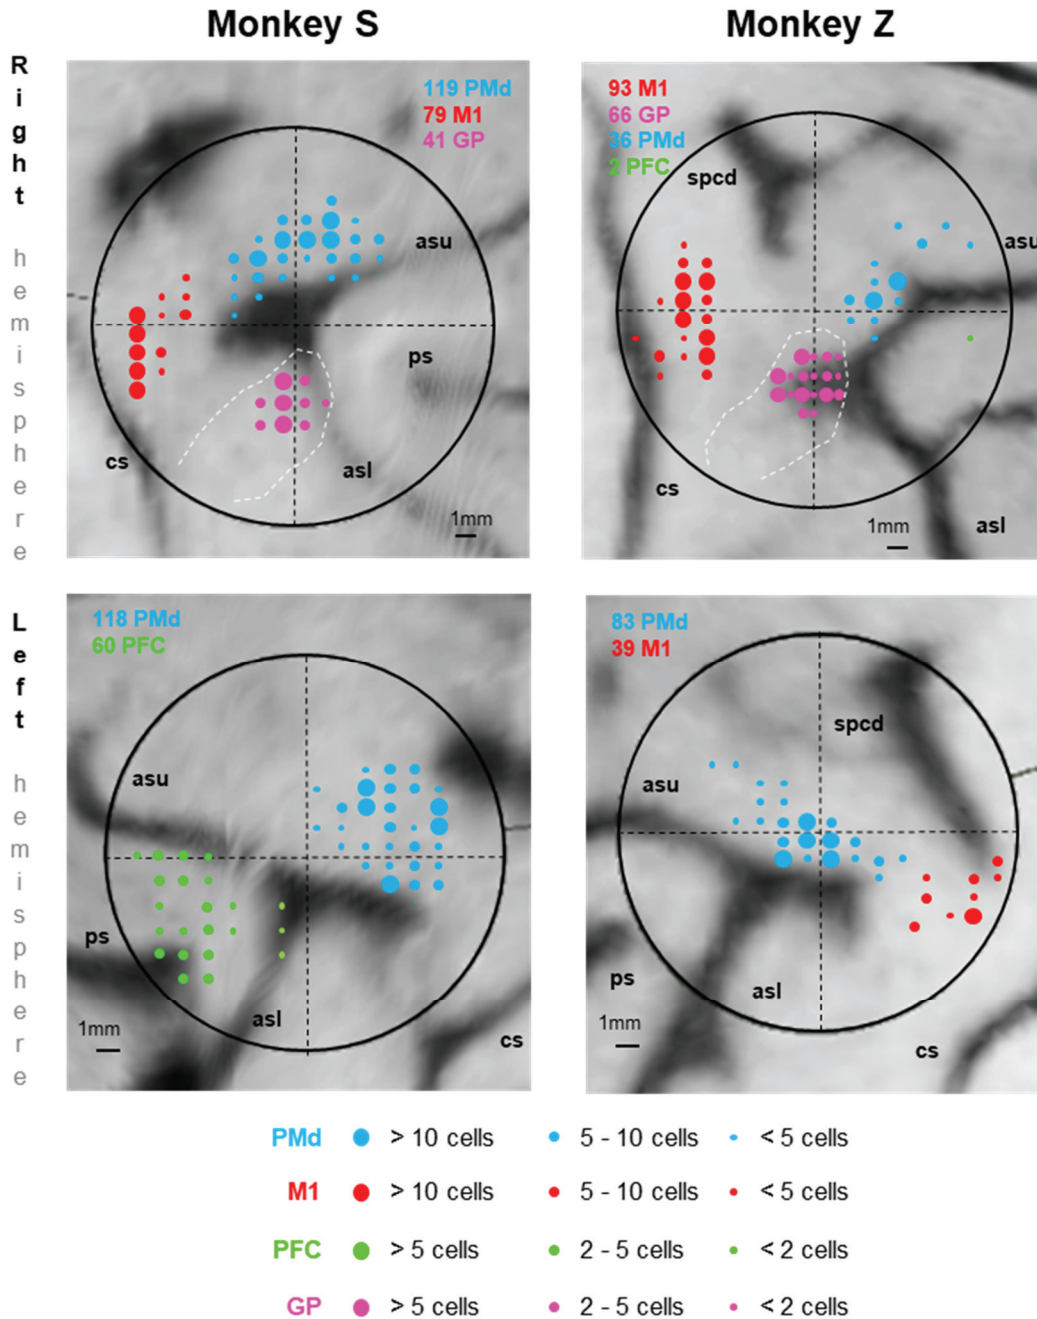 Monkey S
Monkey Z
Right hemisphere
119 PMd
79 M1
41 GP
asu
ps
cs
asl
1mm
93 M1
66 GP
36 PMd
2 PFC
spcd
asu
cs
1mm
asl
Left hemisphere
118 PMd
60 PFC
asu
ps
asl
1mm
cs
83 PMd
39 M1
spcd
asu
ps
asl
1mm
cs
PMd > 10 cells 5 - 10 cells < 5 cells
M1 > 10 cells 5 - 10 cells < 5 cells
PFC > 5 cells 2 - 5 cells < 2 cells
GP > 5 cells 2 - 5 cells < 2 cells